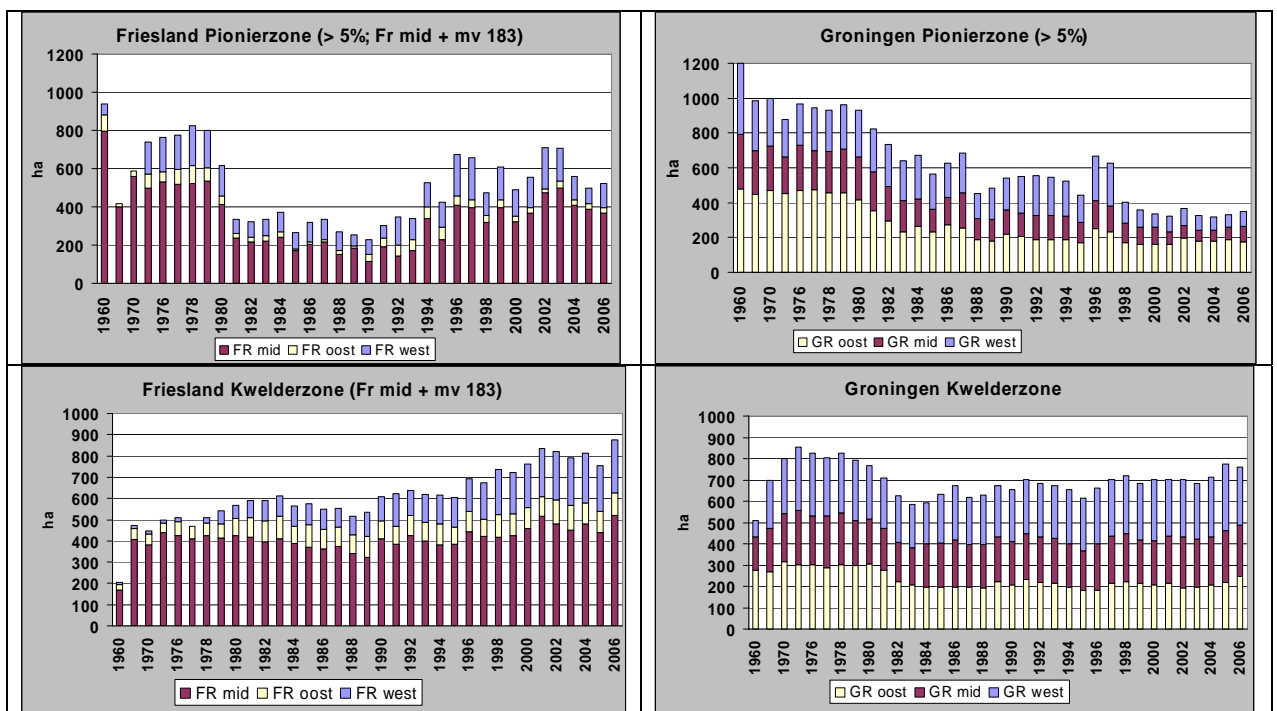 Friesland Pionierzone (> 5%; Fr mid + mv 183)
1200
1000
800
600
400
200
0
ha
1960 1970 1976 1978 1980 1982 1984 1986 1988 1990 1992 1994 1996 1998 2000 2002 2004 2006
FR mid FR oost FR west
Groningen Pionierzone (> 5%)
1200
1000
800
600
400
200
0
ha
1960 1970 1976 1978 1980 1982 1984 1986 1988 1990 1992 1994 1996 1998 2000 2002 2004 2006
GR oost GR mid GR west
Friesland Kwelderzone (Fr mid + mv 183)
1000
900
800
700
600
500
400
300
200
100
0
ha
1960 1970 1976 1978 1980 1982 1984 1986 1988 1990 1992 1994 1996 1998 2000 2002 2004 2006
FR mid FR oost FR west
Groningen Kwelderzone
1000
900
800
700
600
500
400
300
200
100
0
ha
1960 1970 1976 1978 1980 1982 1984 1986 1988 1990 1992 1994 1996 1998 2000 2002 2004 2006
GR oost GR mid GR west